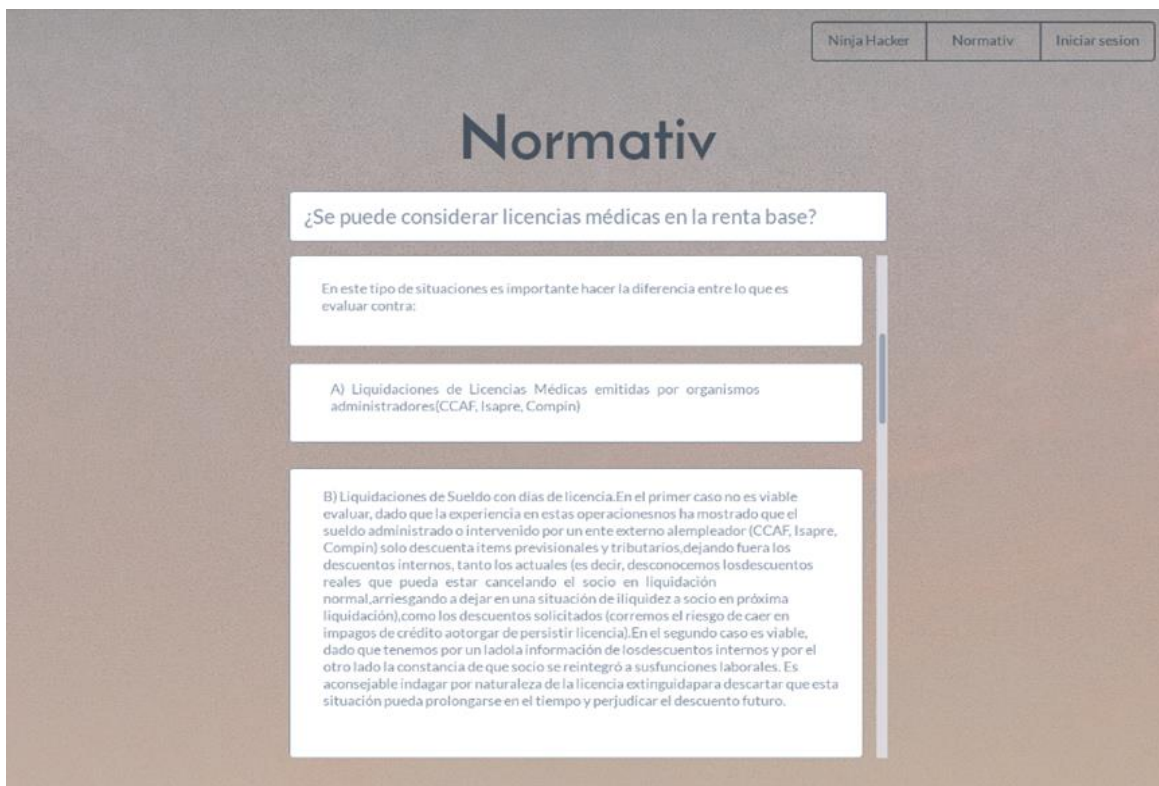 Ninja Hacker
Normativ
Iniciar sesion
Normativ
¿Se puede considerar licencias médicas en la renta base?
En este tipo de situaciones es importante hacer la diferencia entre lo que es
evaluar contra:
A) Liquidaciones de Licencias Médicas emitidas por organismos
administradores(CCAF, Isapre, Compin)
B) Liquidaciones de Sueldo con días de licencia.En el primer caso no es viable
evaluar, dado que la experiencia en estas operacionesnos ha mostrado que el
sueldo administrado o intervenido por un ente externo alempleador (CCAF, Isapre,
Compin) solo descuenta items previsionales y tributarios,dejando fuera los
descuentos internos, tanto los actuales (es decir, desconocemos losdescuentos
reales que pueda estar cancelando el socio en liquidación
normal,arriesgando a dejar en una situación de iliquidez a socio en próxima
liquidación),como los descuentos solicitados (corremos el riesgo de caer en
impagos de crédito aotorgar de persistir licencia).En el segundo caso es viable,
dado que tenemos por un ladola información de losdescuentos internos y por el
otro lado la constancia de que socio se reintegró a susfunciones laborales. Es
aconsejable indagar por naturaleza de la licencia extinguidapara descartar que esta
situación pueda prolongarse en el tiempo y perjudicar el descuento futuro.